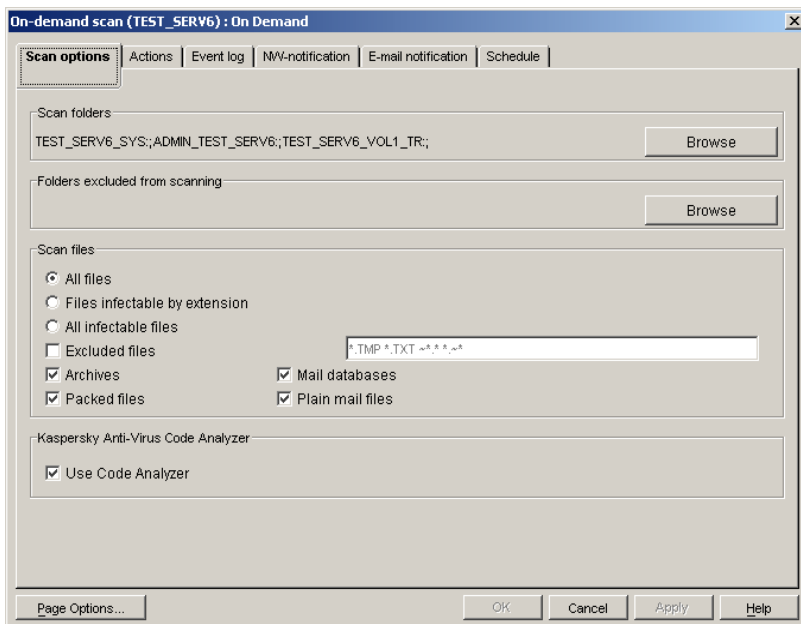 On-demand scan (TEST_SERV6) : On Demand
Scan options Actions Event log NW-notification E-mail notification Schedule
Scan folders
TEST_SERV6_SYS:;ADMIN_TEST_SERV6:;TEST_SERV6_VOL1_TR:; Browse
Folders excluded from scanning
Browse
Scan files
All files
Files infectable by extension
All infectable files
Excluded files *.TMP *.TXT ~*.* *.~*
Archives Mail databases
Packed files Plain mail files
Kaspersky Anti-Virus Code Analyzer
Use Code Analyzer
Page Options... OK Cancel Apply Help